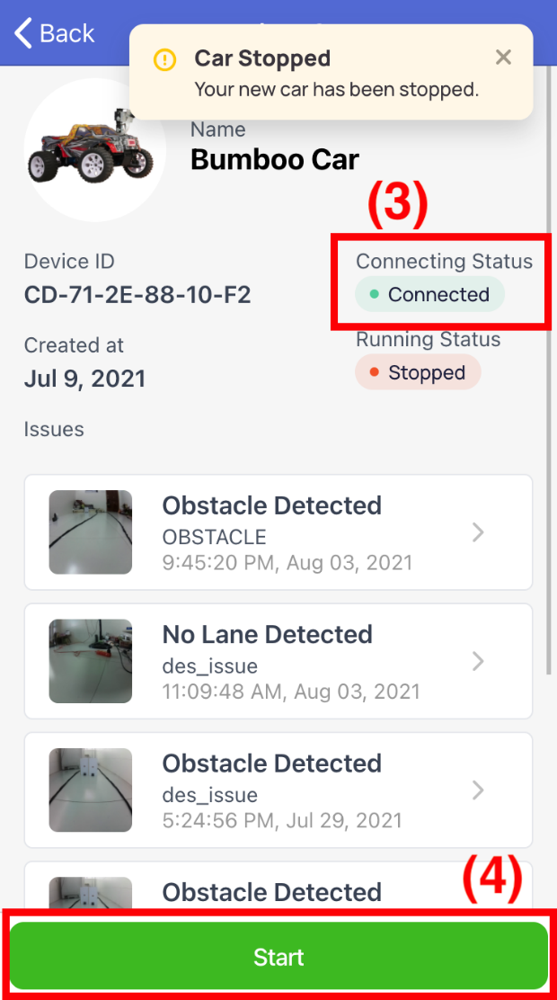 Back
Car Stopped
Your new car has been stopped.
Name
Bumboo Car
(3)
Device ID
CD-71-2E-88-10-F2
Connecting Status
Connected
Created at
Jul 9, 2021
Running Status
Stopped
Issues
Obstacle Detected
OBSTACLE
9:45:20 PM, Aug 03, 2021
No Lane Detected
des_issue
11:09:48 AM, Aug 03, 2021
Obstacle Detected
des_issue
5:24:56 PM, Jul 29, 2021
Obstacle Detected
(4)
Start